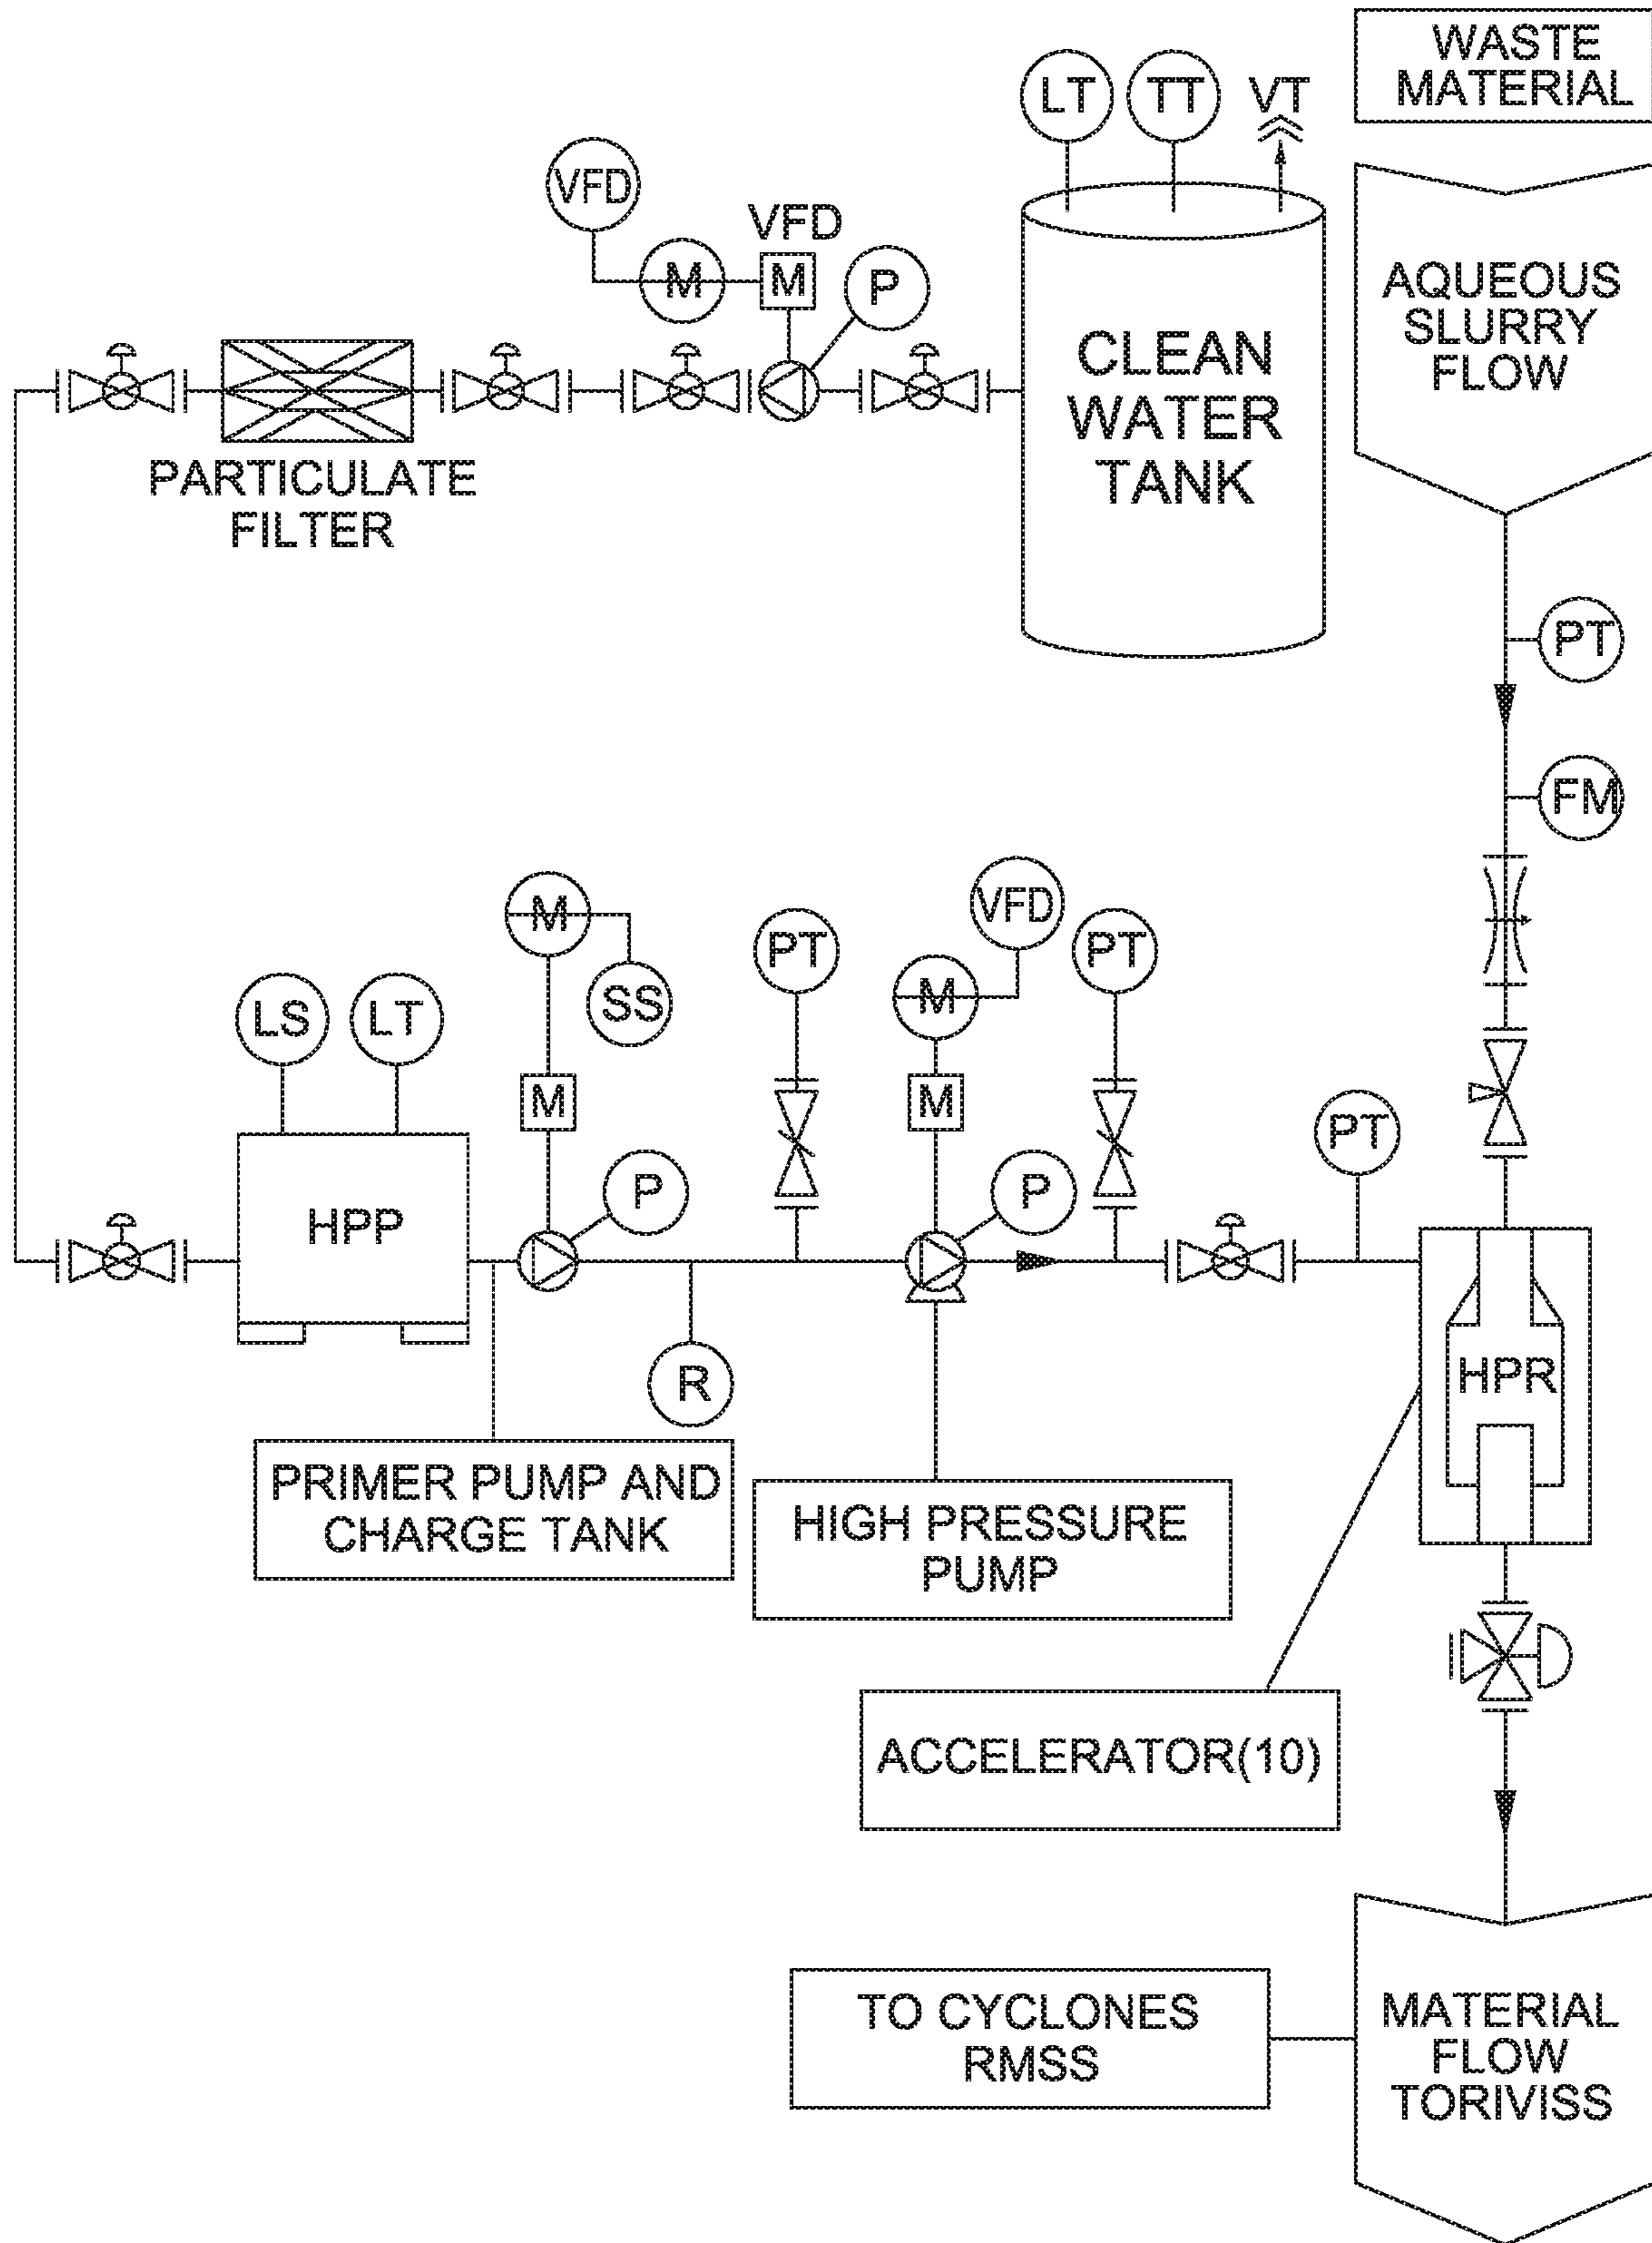 WASTE
MATERIAL
LT
TT
VT
VFD
VFD
M
M
P
AQUEOUS
SLURRY
FLOW
CLEAN
WATER
TANK
PARTICULATE
FILTER
PT
FM
M
SS
PT
VFD
M
PT
LS
LT
M
M
PT
P
P
HPP
R
HPR
PRIMER PUMP AND
CHARGE TANK
HIGH PRESSURE
PUMP
ACCELERATOR(10)
TO CYCLONES
RMSS
MATERIAL
FLOW
TORIVISS